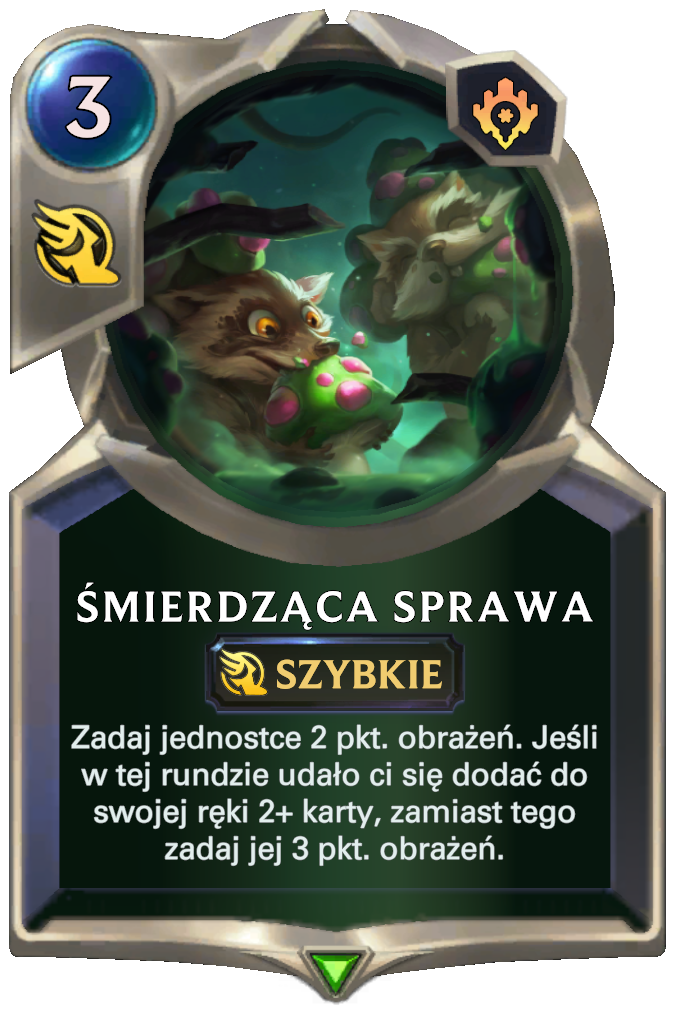 3
ŚMIERDZĄCA SPRAWA
SZYBKIE
Zadaj jednostce 2 pkt. obrażeń. Jeśli
w tej rundzie udało ci się dodać do
swojej ręki 2+ karty, zamiast tego
zadaj jej 3 pkt. obrażeń.